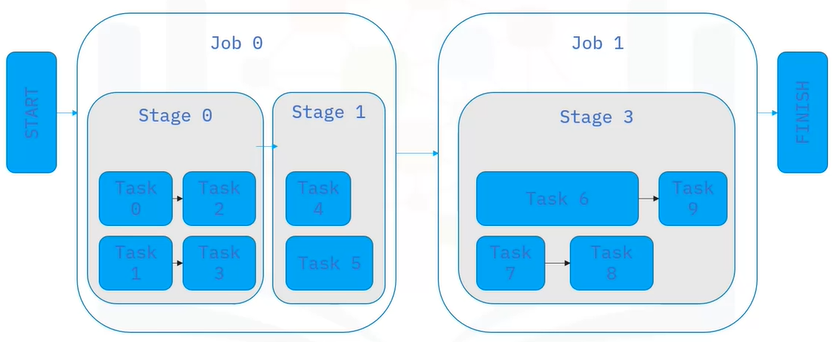 START
Job 0
Stage 0
Task
0
Task
2
Task
1
Task
3
Stage 1
Task
4
Task 5
Job 1
Stage 3
Task 6
Task
9
Task
7
Task
8
FINISH